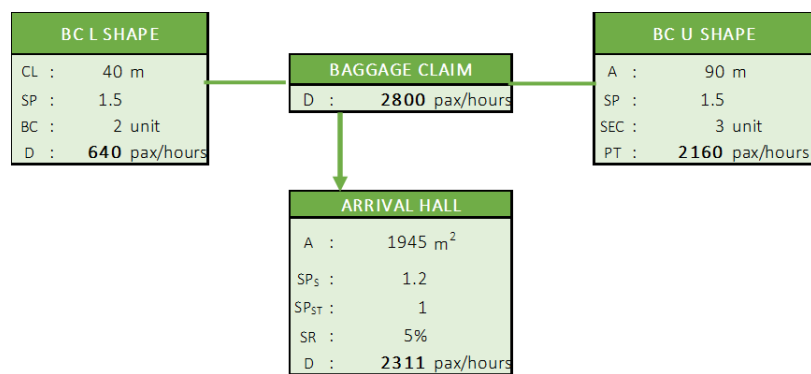 BC L SHAPE
CL : 40 m
SP : 1.5
BC : 2 unit
D : 640 pax/hours
BAGGAGE CLAIM
D : 2800 pax/hours
BC U SHAPE
A : 90 m
SP : 1.5
SEC : 3 unit
PT : 2160 pax/hours
ARRIVAL HALL
A : 1945 m²
SPS : 1.2
SPST : 1
SR : 5%
D : 2311 pax/hours